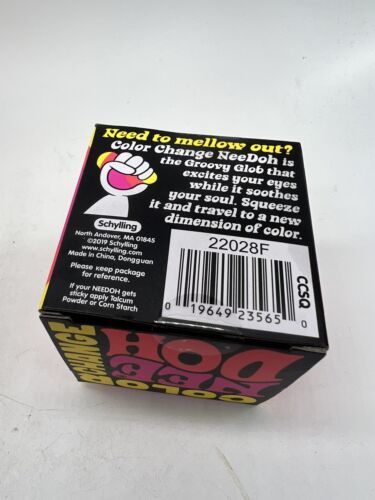 Need to mellow out?
Color Change NeeDoh is
the Groovy Glob that
excites your eyes
while it soothes
your soul. Squeeze
it and travel to a new
dimension of color.
Schylling
North Andover, MA 01845
©2019 Schylling
www.schylling.com
Made in China, Dongguan
Please keep package
for reference.
If your NEEDOH gets
sticky apply Talcum
Powder or Corn Starch
22028F
0 19649 23565 0
CCSQ
COLOR
CHANGE
NEE
DOH